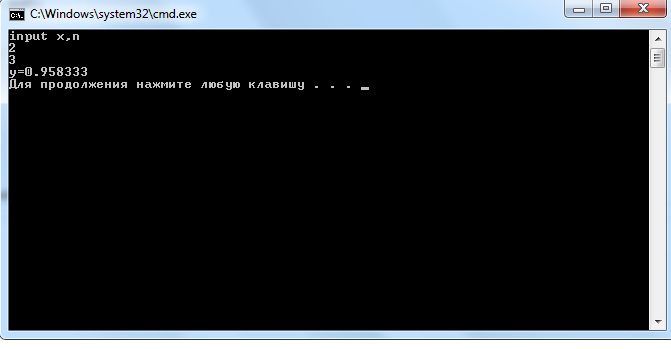 C:\Windows\system32\cmd.exe
input x,n
2
3
y=0.958333
Для продолжения нажмите любую клавишу . . .